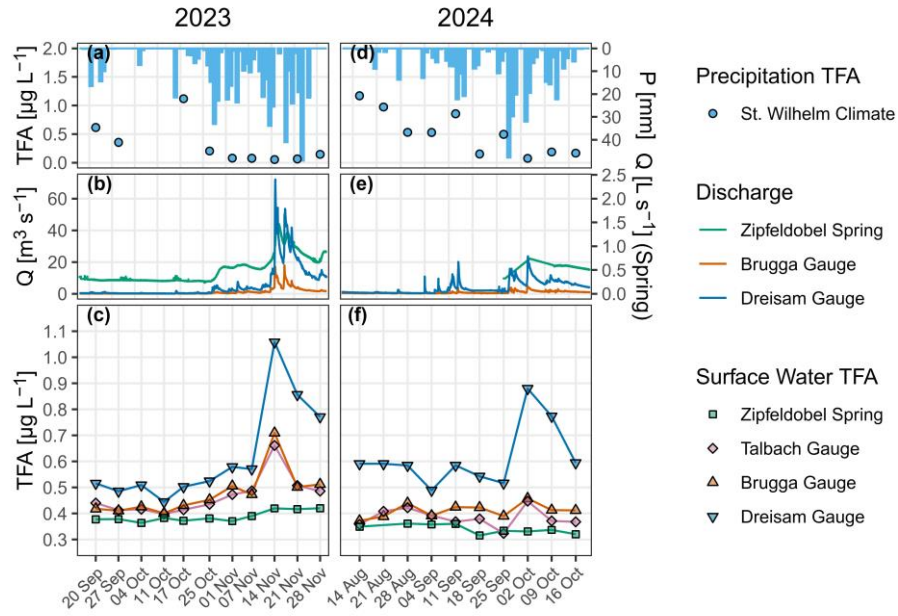 2023
2024
(a)
(d)
2.0
1.5
1.0
0.5
0.0
TFA [µg L⁻¹]
0
10
20
30
40
P [mm]
(b)
(e)
60
40
20
0
Q [m³ s⁻¹]
2.5
2.0
1.5
1.0
0.5
0.0
Q [L s⁻¹] (Spring)
(c)
(f)
1.1
1.0
0.9
0.8
0.7
0.6
0.5
0.4
0.3
TFA [µg L⁻¹]
20 Sep
27 Sep
04 Oct
11 Oct
17 Oct
25 Oct
01 Nov
07 Nov
14 Nov
21 Nov
28 Nov
14 Aug
21 Aug
28 Aug
04 Sep
11 Sep
18 Sep
25 Sep
02 Oct
09 Oct
16 Oct
Precipitation TFA
St. Wilhelm Climate
Discharge
Zipfeldobel Spring
Brugga Gauge
Dreisam Gauge
Surface Water TFA
Zipfeldobel Spring
Talbach Gauge
Brugga Gauge
Dreisam Gauge